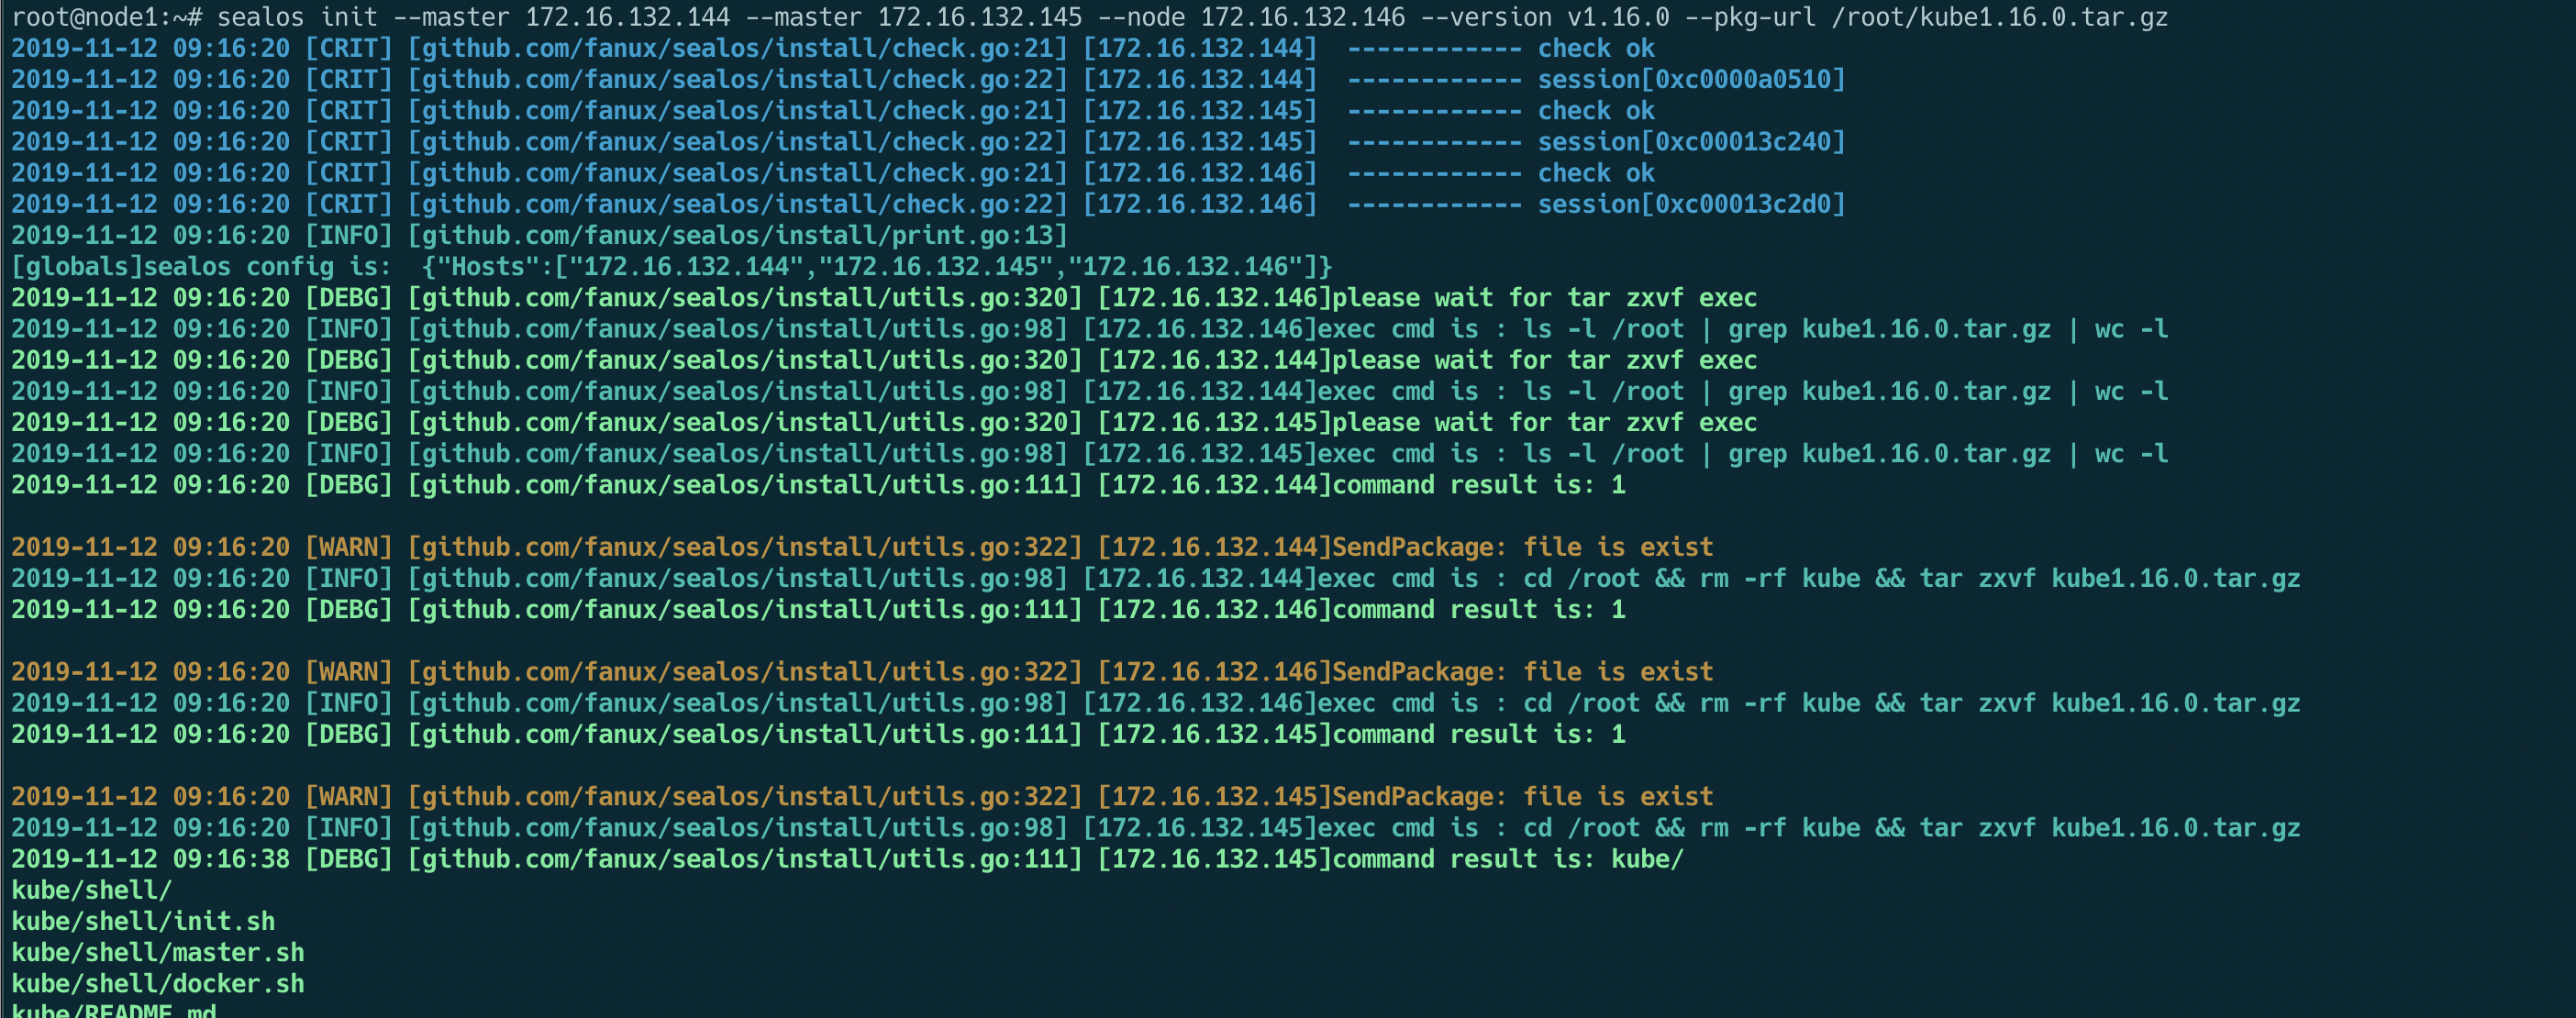 root@node1:~# sealos init --master 172.16.132.144 --master 172.16.132.145 --node 172.16.132.146 --version v1.16.0 --pkg-url /root/kube1.16.0.tar.gz
2019-11-12 09:16:20 [CRIT] [github.com/fanux/sealos/install/check.go:21] [172.16.132.144]  ------------ check ok
2019-11-12 09:16:20 [CRIT] [github.com/fanux/sealos/install/check.go:22] [172.16.132.144]  ------------ session[0xc0000a0510]
2019-11-12 09:16:20 [CRIT] [github.com/fanux/sealos/install/check.go:21] [172.16.132.145]  ------------ check ok
2019-11-12 09:16:20 [CRIT] [github.com/fanux/sealos/install/check.go:22] [172.16.132.145]  ------------ session[0xc00013c240]
2019-11-12 09:16:20 [CRIT] [github.com/fanux/sealos/install/check.go:21] [172.16.132.146]  ------------ check ok
2019-11-12 09:16:20 [CRIT] [github.com/fanux/sealos/install/check.go:22] [172.16.132.146]  ------------ session[0xc00013c2d0]
2019-11-12 09:16:20 [INFO] [github.com/fanux/sealos/install/print.go:13]
[globals]sealos config is:  {"Hosts":["172.16.132.144","172.16.132.145","172.16.132.146"]}
2019-11-12 09:16:20 [DEBG] [github.com/fanux/sealos/install/utils.go:320] [172.16.132.146]please wait for tar zxvf exec
2019-11-12 09:16:20 [INFO] [github.com/fanux/sealos/install/utils.go:98] [172.16.132.146]exec cmd is : ls -l /root | grep kube1.16.0.tar.gz | wc -l
2019-11-12 09:16:20 [DEBG] [github.com/fanux/sealos/install/utils.go:320] [172.16.132.144]please wait for tar zxvf exec
2019-11-12 09:16:20 [INFO] [github.com/fanux/sealos/install/utils.go:98] [172.16.132.144]exec cmd is : ls -l /root | grep kube1.16.0.tar.gz | wc -l
2019-11-12 09:16:20 [DEBG] [github.com/fanux/sealos/install/utils.go:320] [172.16.132.145]please wait for tar zxvf exec
2019-11-12 09:16:20 [INFO] [github.com/fanux/sealos/install/utils.go:98] [172.16.132.145]exec cmd is : ls -l /root | grep kube1.16.0.tar.gz | wc -l
2019-11-12 09:16:20 [DEBG] [github.com/fanux/sealos/install/utils.go:111] [172.16.132.144]command result is: 1
2019-11-12 09:16:20 [WARN] [github.com/fanux/sealos/install/utils.go:322] [172.16.132.144]SendPackage: file is exist
2019-11-12 09:16:20 [INFO] [github.com/fanux/sealos/install/utils.go:98] [172.16.132.144]exec cmd is : cd /root && rm -rf kube && tar zxvf kube1.16.0.tar.gz
2019-11-12 09:16:20 [DEBG] [github.com/fanux/sealos/install/utils.go:111] [172.16.132.146]command result is: 1
2019-11-12 09:16:20 [WARN] [github.com/fanux/sealos/install/utils.go:322] [172.16.132.146]SendPackage: file is exist
2019-11-12 09:16:20 [INFO] [github.com/fanux/sealos/install/utils.go:98] [172.16.132.146]exec cmd is : cd /root && rm -rf kube && tar zxvf kube1.16.0.tar.gz
2019-11-12 09:16:20 [DEBG] [github.com/fanux/sealos/install/utils.go:111] [172.16.132.145]command result is: 1
2019-11-12 09:16:20 [WARN] [github.com/fanux/sealos/install/utils.go:322] [172.16.132.145]SendPackage: file is exist
2019-11-12 09:16:20 [INFO] [github.com/fanux/sealos/install/utils.go:98] [172.16.132.145]exec cmd is : cd /root && rm -rf kube && tar zxvf kube1.16.0.tar.gz
2019-11-12 09:16:38 [DEBG] [github.com/fanux/sealos/install/utils.go:111] [172.16.132.145]command result is: kube/
kube/shell/
kube/shell/init.sh
kube/shell/master.sh
kube/shell/docker.sh
kube/README.md